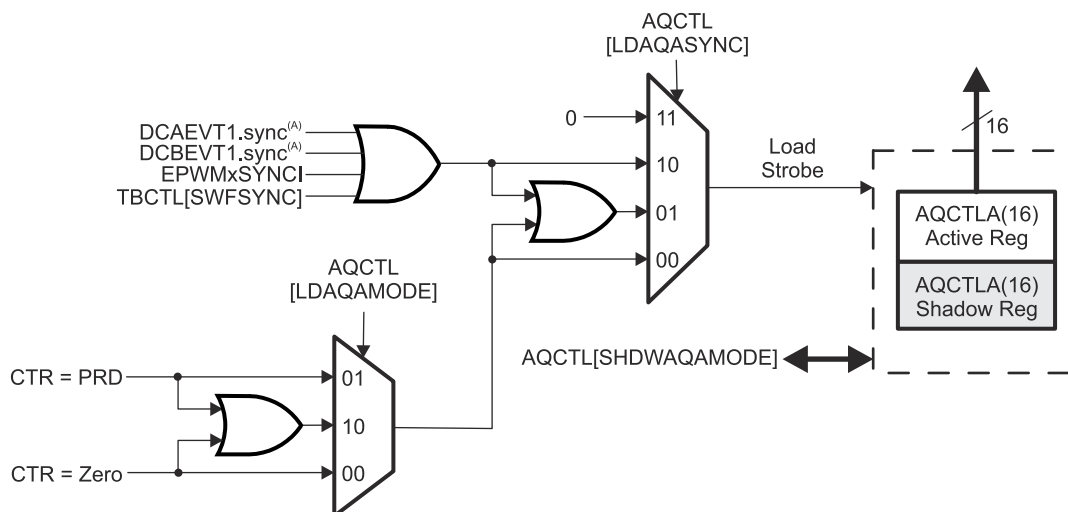 AQCTL
[LDAQASYNC]
0
11
16
DCAEVT1.sync(A)
DCBEVT1.sync(A)
EPWMxSYNCI
TBCTL[SWFSYNC]
10
Load
Strobe
01
00
AQCTLA(16)
Active Reg
AQCTLA(16)
Shadow Reg
AQCTL
[LDAQAMODE]
AQCTL[SHDWAQAMODE]
CTR = PRD
01
10
CTR = Zero
00